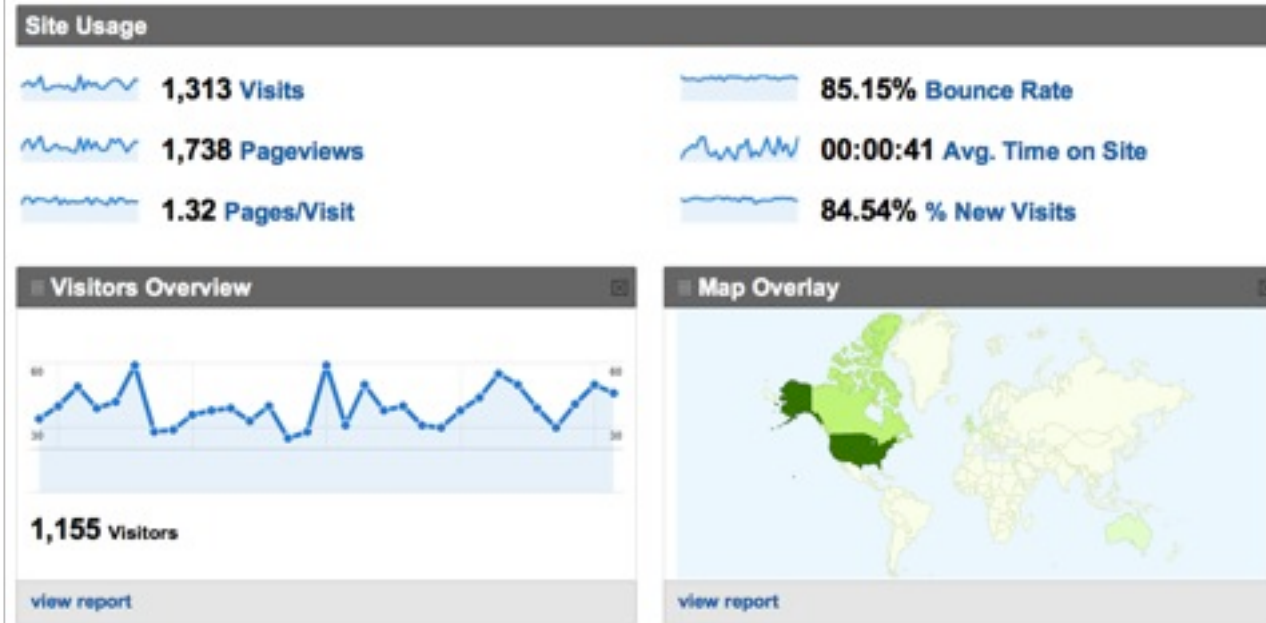 Site Usage
1,313 Visits
85.15% Bounce Rate
1,738 Pageviews
00:00:41 Avg. Time on Site
1.32 Pages/Visit
84.54% % New Visits
Visitors Overview
60 60
30 30
1,155 Visitors
view report
Map Overlay
view report